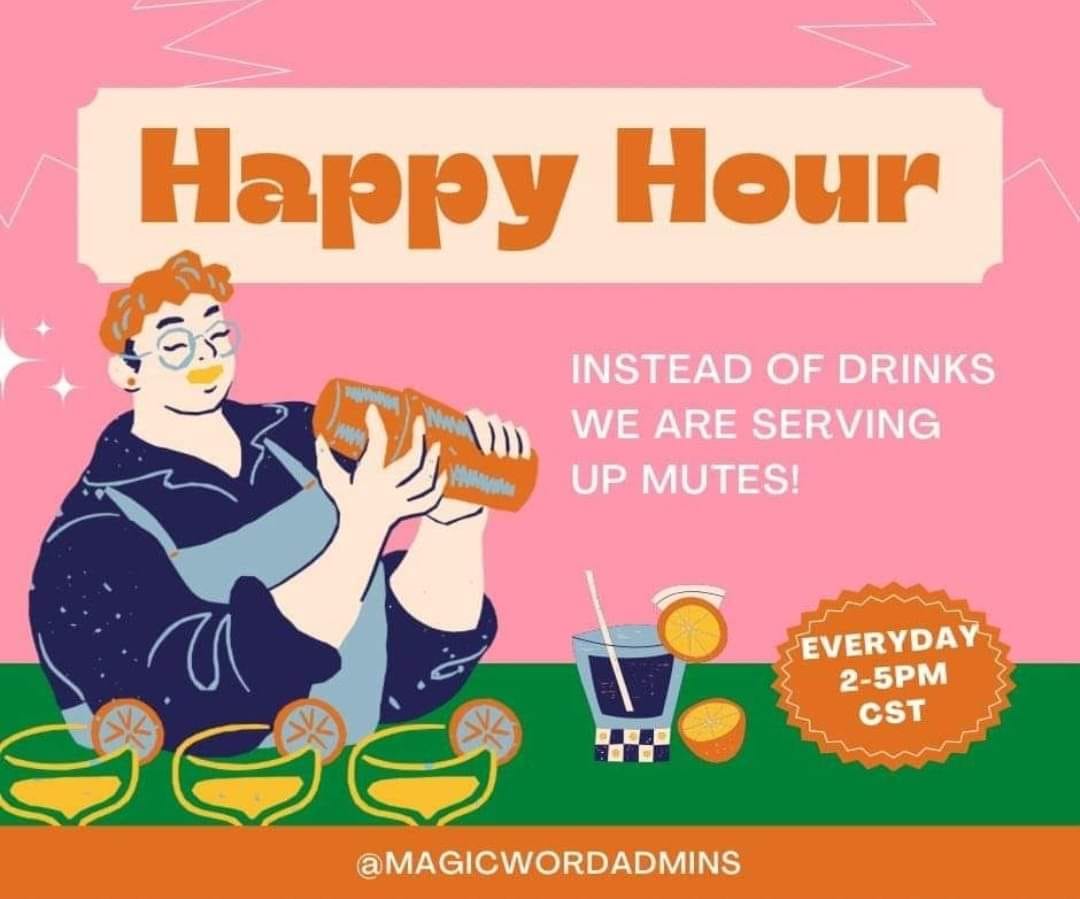 Happy Hour
INSTEAD OF DRINKS
WE ARE SERVING
UP MUTES!
EVERYDAY
2-5PM
CST
@MAGICWORDADMINS